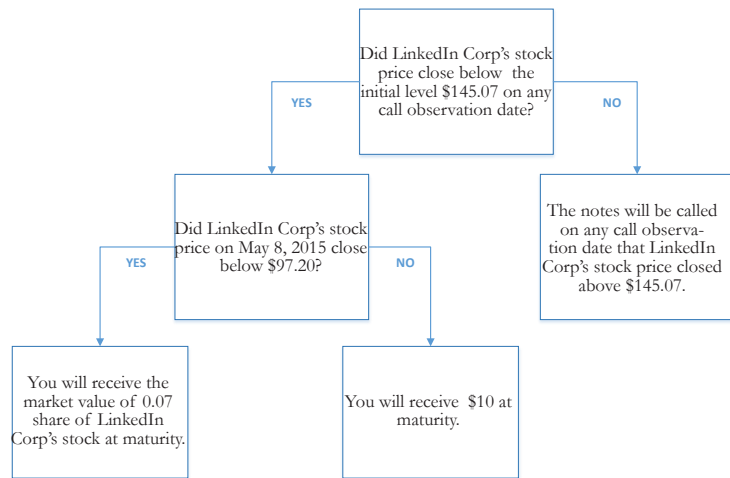 Did LinkedIn Corp's stock
price close below the
initial level $145.07 on any
call observation date?
YES
NO
Did LinkedIn Corp's stock
price on May 8, 2015 close
below $97.20?
The notes will be called
on any call observa-
tion date that LinkedIn
Corp's stock price closed
above $145.07.
YES
NO
You will receive the
market value of 0.07
share of LinkedIn
Corp's stock at maturity.
You will receive $10 at
maturity.